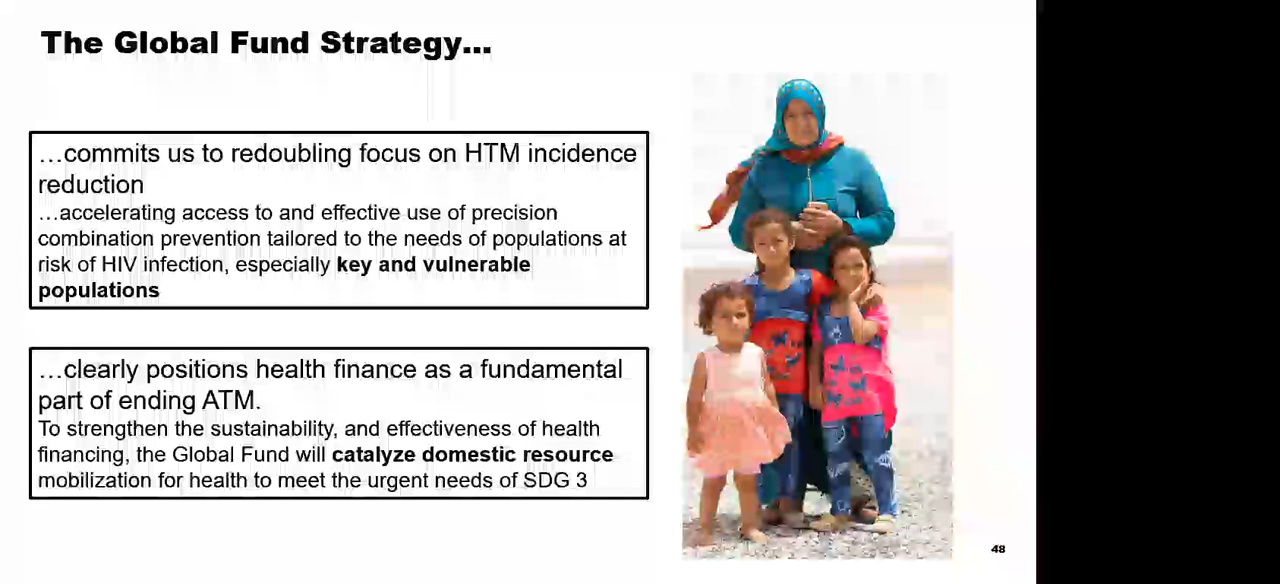 The Global Fund Strategy...
…commits us to redoubling focus on HTM incidence
reduction
…accelerating access to and effective use of precision
combination prevention tailored to the needs of populations at
risk of HIV infection, especially key and vulnerable
populations
…clearly positions health finance as a fundamental
part of ending ATM.
To strengthen the sustainability, and effectiveness of health
financing, the Global Fund will catalyze domestic resource
mobilization for health to meet the urgent needs of SDG 3
48